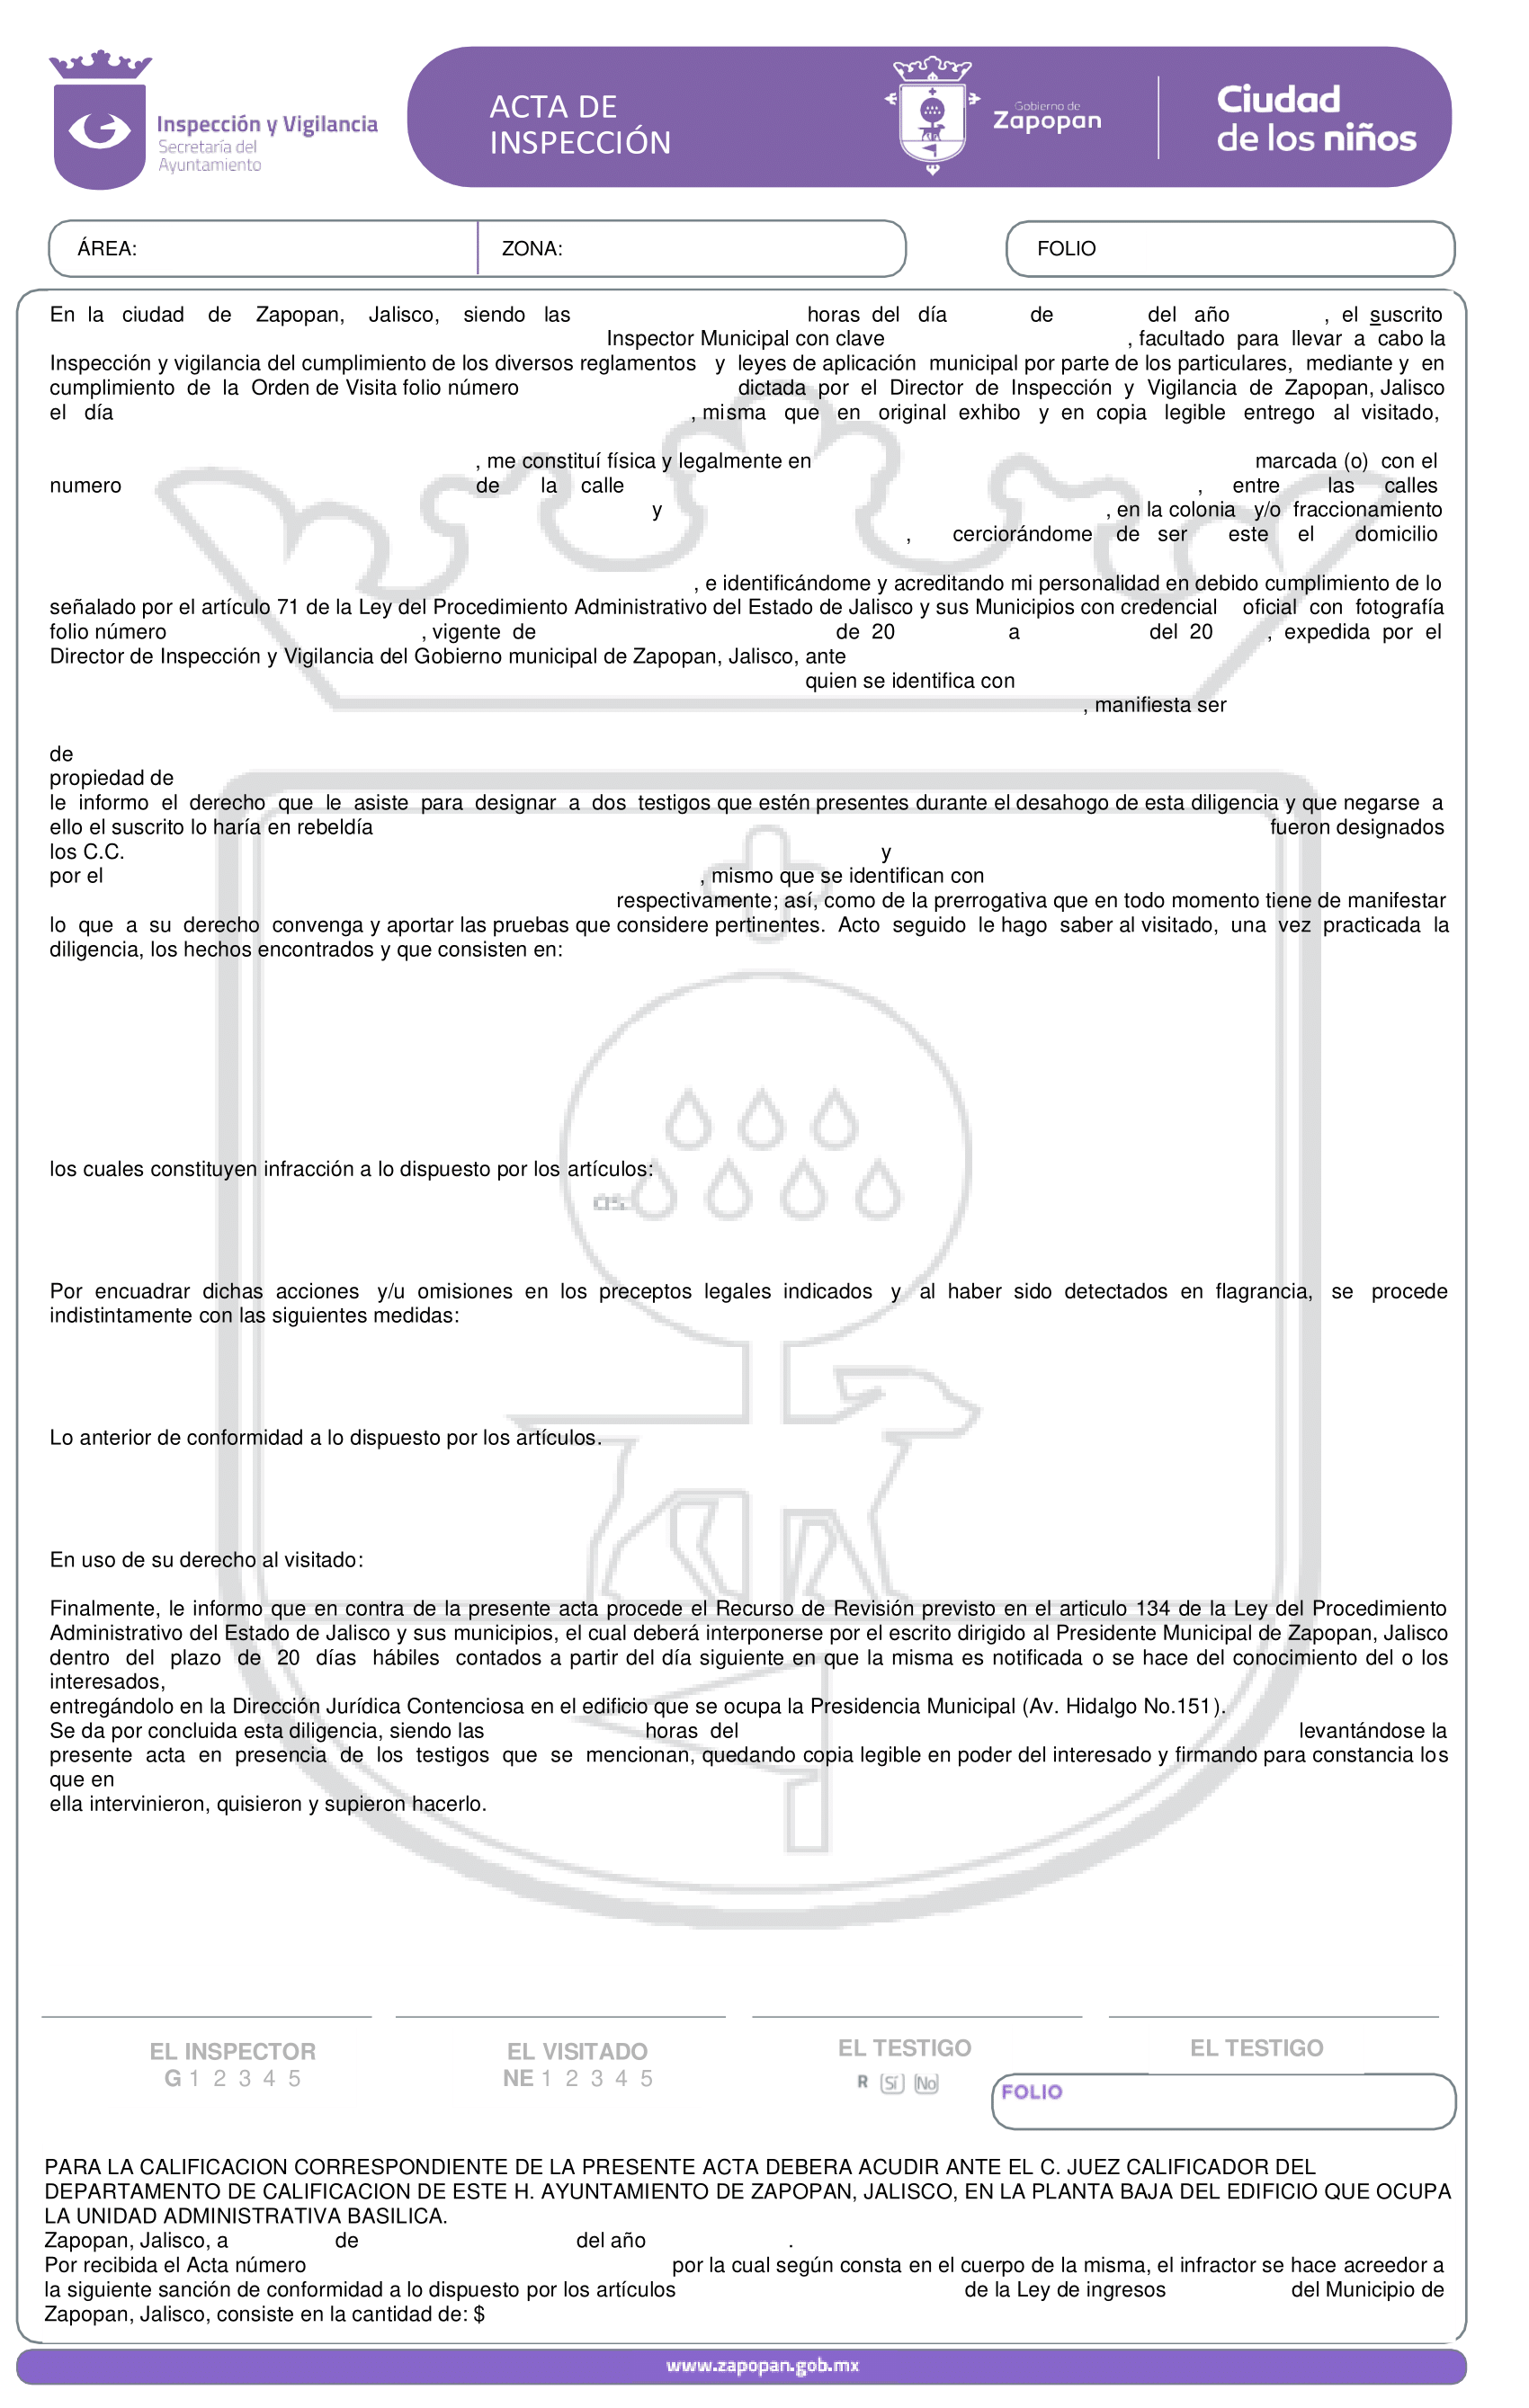 Inspección y Vigilancia
Secretaría del
Ayuntamiento
ACTA DE
INSPECCIÓN
Gobierno de
Zapopan
Ciudad
de los niños
ÁREA: ZONA: FOLIO
En la ciudad de Zapopan, Jalisco, siendo las horas del día de del año , el suscrito
Inspector Municipal con clave , facultado para llevar a cabo la
Inspección y vigilancia del cumplimiento de los diversos reglamentos y leyes de aplicación municipal por parte de los particulares, mediante y en
cumplimiento de la Orden de Visita folio número dictada por el Director de Inspección y Vigilancia de Zapopan, Jalisco
el día , misma que en original exhibo y en copia legible entrego al visitado,
, me constituí física y legalmente en marcada (o) con el
numero de la calle , entre las calles
y , en la colonia y/o fraccionamiento
, cerciorándome de ser este el domicilio
, e identificándome y acreditando mi personalidad en debido cumplimiento de lo
señalado por el artículo 71 de la Ley del Procedimiento Administrativo del Estado de Jalisco y sus Municipios con credencial oficial con fotografía
folio número , vigente de de 20 a del 20 , expedida por el
Director de Inspección y Vigilancia del Gobierno municipal de Zapopan, Jalisco, ante
quien se identifica con
, manifiesta ser
de
propiedad de
le informo el derecho que le asiste para designar a dos testigos que estén presentes durante el desahogo de esta diligencia y que negarse a
ello el suscrito lo haría en rebeldía fueron designados
los C.C. y
por el , mismo que se identifican con
respectivamente; así, como de la prerrogativa que en todo momento tiene de manifestar
lo que a su derecho convenga y aportar las pruebas que considere pertinentes. Acto seguido le hago saber al visitado, una vez practicada la
diligencia, los hechos encontrados y que consisten en:
los cuales constituyen infracción a lo dispuesto por los artículos:
Por encuadrar dichas acciones y/u omisiones en los preceptos legales indicados y al haber sido detectados en flagrancia, se procede
indistintamente con las siguientes medidas:
Lo anterior de conformidad a lo dispuesto por los artículos.
En uso de su derecho al visitado:
Finalmente, le informo que en contra de la presente acta procede el Recurso de Revisión previsto en el articulo 134 de la Ley del Procedimiento
Administrativo del Estado de Jalisco y sus municipios, el cual deberá interponerse por el escrito dirigido al Presidente Municipal de Zapopan, Jalisco
dentro del plazo de 20 días hábiles contados a partir del día siguiente en que la misma es notificada o se hace del conocimiento del o los
interesados,
entregándolo en la Dirección Jurídica Contenciosa en el edificio que se ocupa la Presidencia Municipal (Av. Hidalgo No.151).
Se da por concluida esta diligencia, siendo las horas del levantándose la
presente acta en presencia de los testigos que se mencionan, quedando copia legible en poder del interesado y firmando para constancia los
que en
ella intervinieron, quisieron y supieron hacerlo.
EL INSPECTOR EL VISITADO EL TESTIGO EL TESTIGO
G 1 2 3 4 5 NE 1 2 3 4 5 R (Sí) (No)
FOLIO
PARA LA CALIFICACION CORRESPONDIENTE DE LA PRESENTE ACTA DEBERA ACUDIR ANTE EL C. JUEZ CALIFICADOR DEL
DEPARTAMENTO DE CALIFICACION DE ESTE H. AYUNTAMIENTO DE ZAPOPAN, JALISCO, EN LA PLANTA BAJA DEL EDIFICIO QUE OCUPA
LA UNIDAD ADMINISTRATIVA BASILICA.
Zapopan, Jalisco, a de del año .
Por recibida el Acta número por la cual según consta en el cuerpo de la misma, el infractor se hace acreedor a
la siguiente sanción de conformidad a lo dispuesto por los artículos de la Ley de ingresos del Municipio de
Zapopan, Jalisco, consiste en la cantidad de: $
www.zapopan.gob.mx